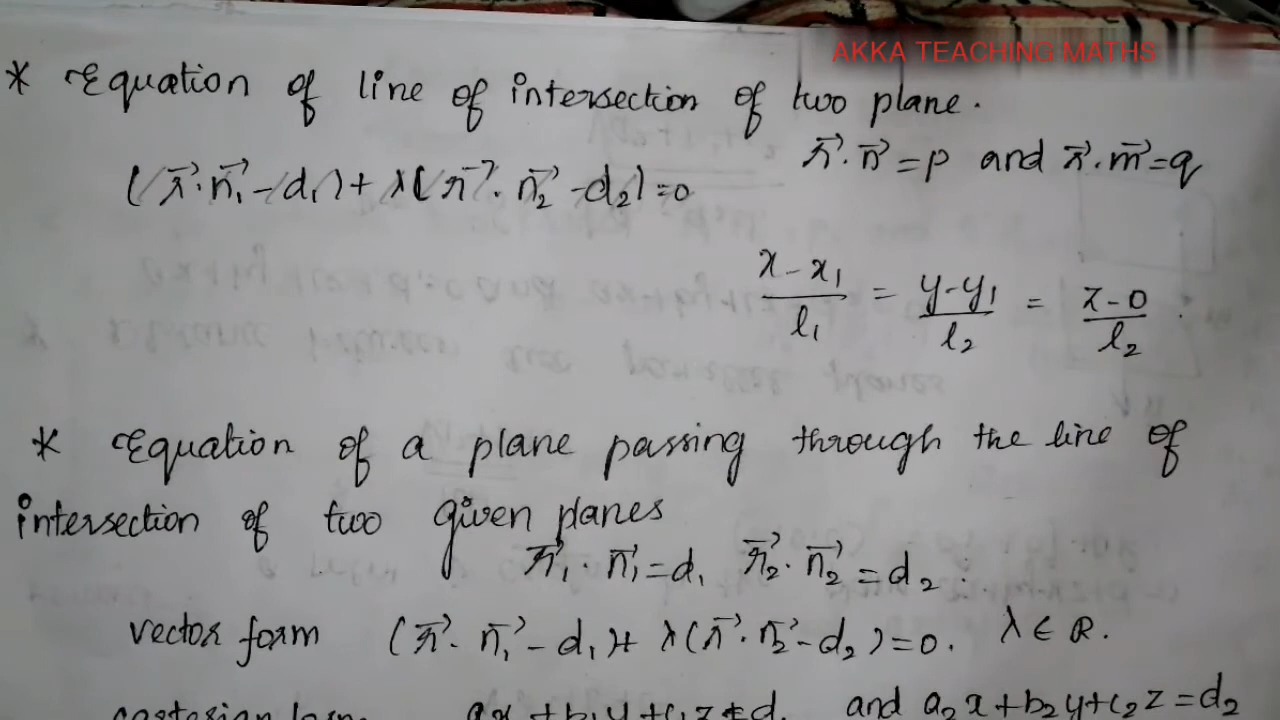 AKKA TEACHING MATHS
* Equation of line of intersection of two plane.
r⃗·n⃗=p and r⃗·m⃗=q
(r⃗·n⃗₁-d₁)+λ(r⃗·n⃗₂-d₂)=0
(x-x₁)/l₁ = (y-y₁)/l₂ = (z-0)/l₂ :
* Equation of a plane passing through the line of
intersection of two given planes
r⃗₁·n⃗₁=d₁ r⃗₂·n⃗₂=d₂ :
vector form (r⃗·n⃗₁-d₁)+ λ(r⃗·n⃗₂-d₂)=0. λ∈R.
and a₂x+b₂y+c₂z=d₂